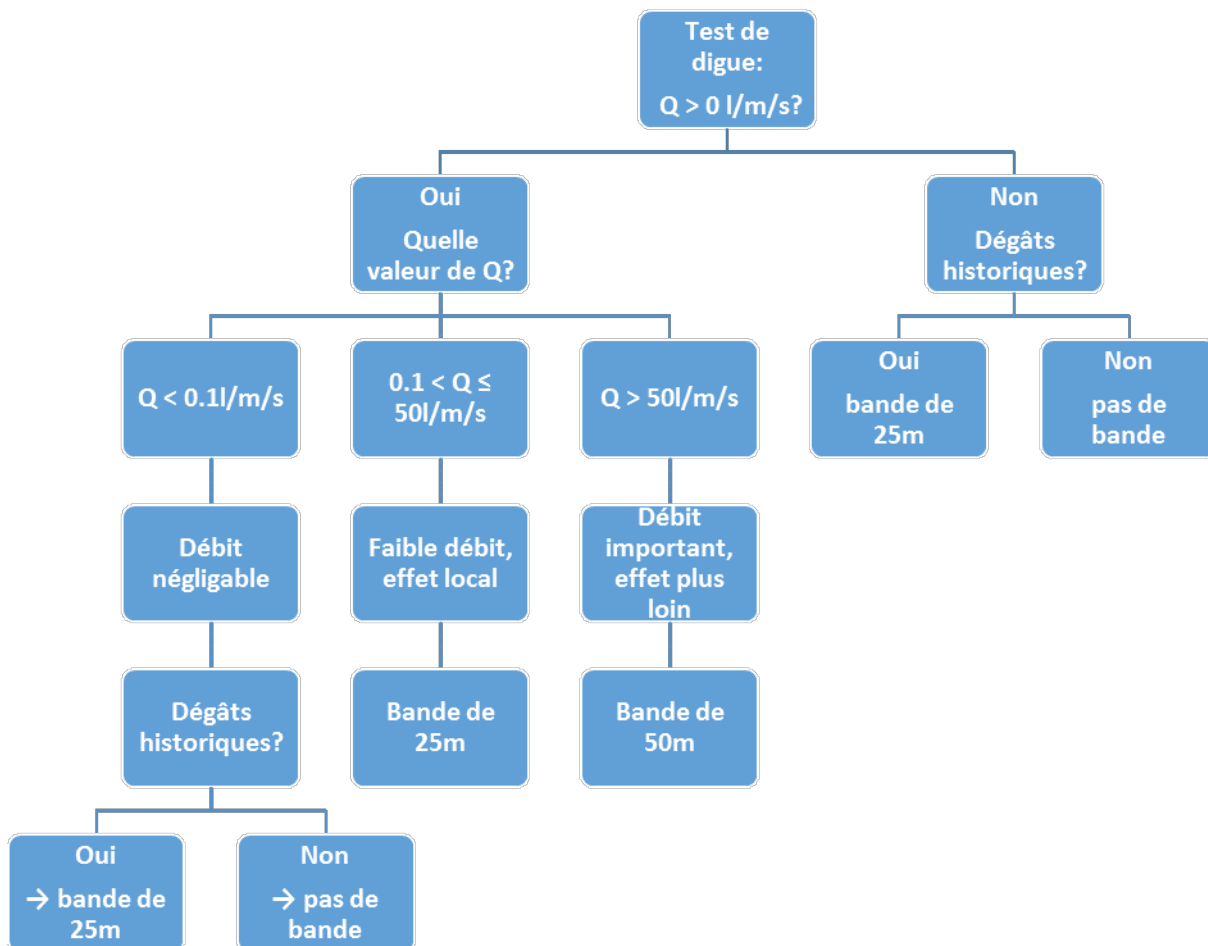 Test de
digue:
Q > 0 l/m/s?
Oui
Quelle
valeur de Q?
Non
Dégâts
historiques?
Q < 0.1l/m/s
0.1 < Q ≤
50l/m/s
Q > 50l/m/s
Oui
bande de
25m
Non
pas de
bande
Débit
négligable
Faible débit,
effet local
Débit
important,
effet plus
loin
Dégâts
historiques?
Bande de
25m
Bande de
50m
Oui
→ bande de
25m
Non
→ pas de
bande